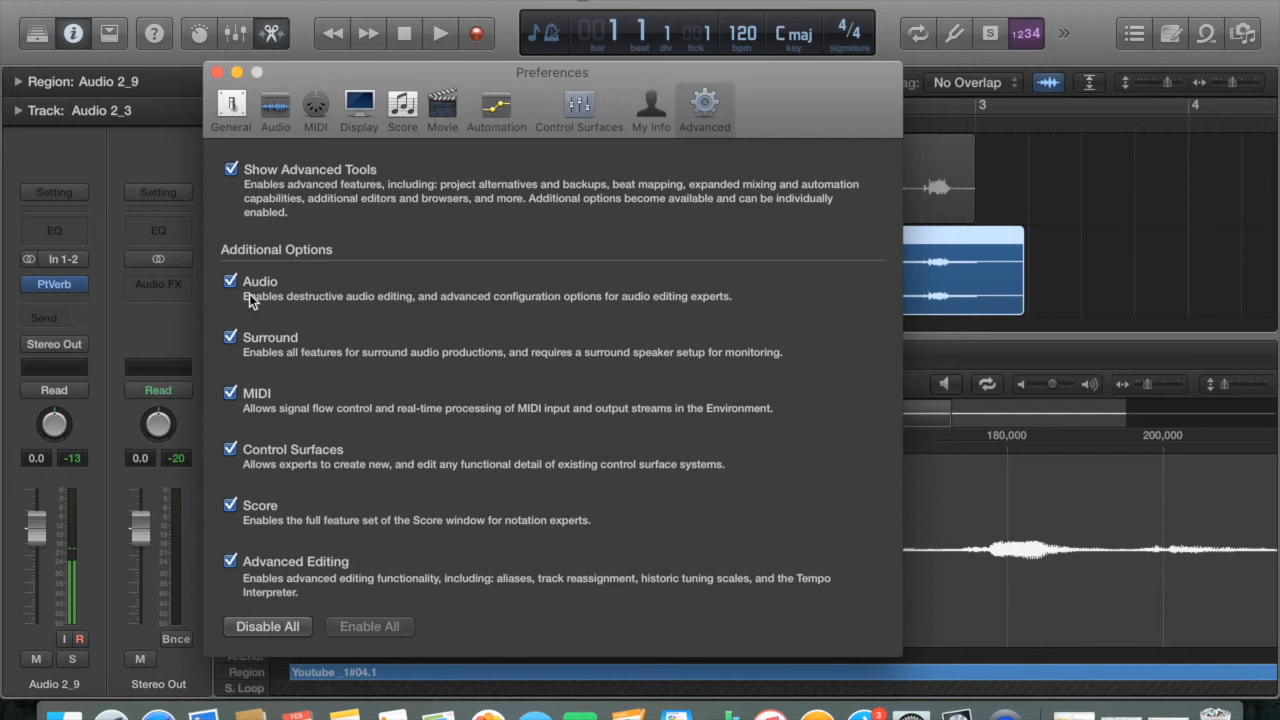 001 1 1 001 120 C maj 4/4
bar beat div tick bpm key signature
1234
Region: Audio 2_9
Track: Audio 2_3
Preferences
ag: No Overlap
General Audio MIDI Display Score Movie Automation Control Surfaces My Info Advanced
3 4
Show Advanced Tools
Enables advanced features, including: project alternatives and backups, beat mapping, expanded mixing and automation
capabilities, additional editors and browsers, and more. Additional options become available and can be individually
enabled.
Additional Options
Audio
Enables destructive audio editing, and advanced configuration options for audio editing experts.
Surround
Enables all features for surround audio productions, and requires a surround speaker setup for monitoring.
MIDI
Allows signal flow control and real-time processing of MIDI input and output streams in the Environment.
Control Surfaces
Allows experts to create new, and edit any functional detail of existing control surface systems.
Score
Enables the full feature set of the Score window for notation experts.
Advanced Editing
Enables advanced editing functionality, including: aliases, track reassignment, historic tuning scales, and the Tempo
Interpreter.
Disable All Enable All
Setting Setting
EQ EQ
In 1-2
PtVerb Audio FX
Send
Stereo Out
Read Read
0.0 -13 0.0 -20
I R Bnce
M S M
Audio 2_9 Stereo Out
180,000 200,000
Anchor
Region Youtube _1#04.1
S. Loop
FEB 3